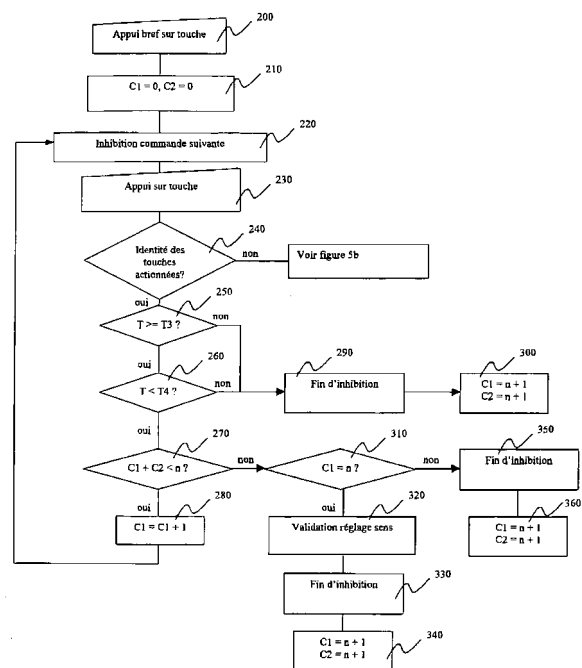 200
Appui bref sur touche
210
C1 = 0, C2 = 0
220
Inhibition commande suivante
230
Appui sur touche
240
Identité des
touches
actionnées?
non
Voir figure 5b
oui
250
T >= T3 ?
non
oui
260
T < T4 ?
non
290
Fin d'inhibition
300
C1 = n + 1
C2 = n + 1
oui
270
C1 + C2 < n ?
non
310
C1 = n ?
non
350
Fin d'inhibition
oui
280
C1 = C1 + 1
oui
320
Validation réglage sens
360
C1 = n + 1
C2 = n + 1
330
Fin d'inhibition
340
C1 = n + 1
C2 = n + 1